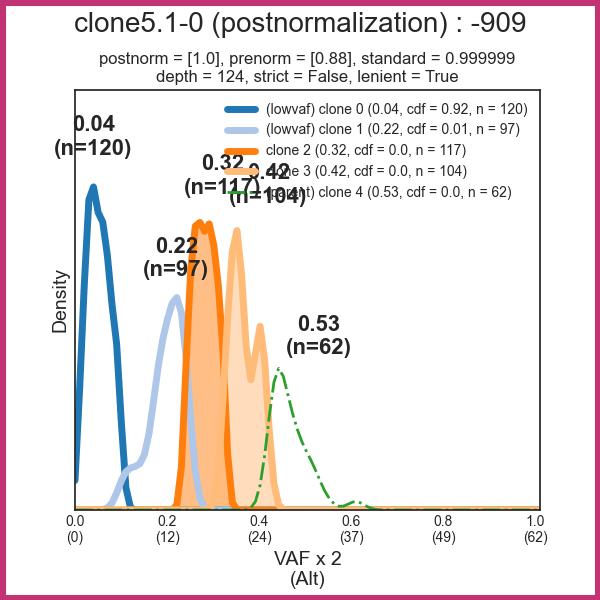 clone5.1-0 (postnormalization) : -909
postnorm = [1.0], prenorm = [0.88], standard = 0.999999
depth = 124, strict = False, lenient = True
(lowvaf) clone 0 (0.04, cdf = 0.92, n = 120)
(lowvaf) clone 1 (0.22, cdf = 0.01, n = 97)
clone 2 (0.32, cdf = 0.0, n = 117)
clone 3 (0.42, cdf = 0.0, n = 104)
(parent) clone 4 (0.53, cdf = 0.0, n = 62)
0.04
(n=120)
0.32
(n=117)
0.42
(n=104)
0.22
(n=97)
0.53
(n=62)
Density
0.0 0.2 0.4 0.6 0.8 1.0
(0) (12) (24) (37) (49) (62)
VAF x 2
(Alt)